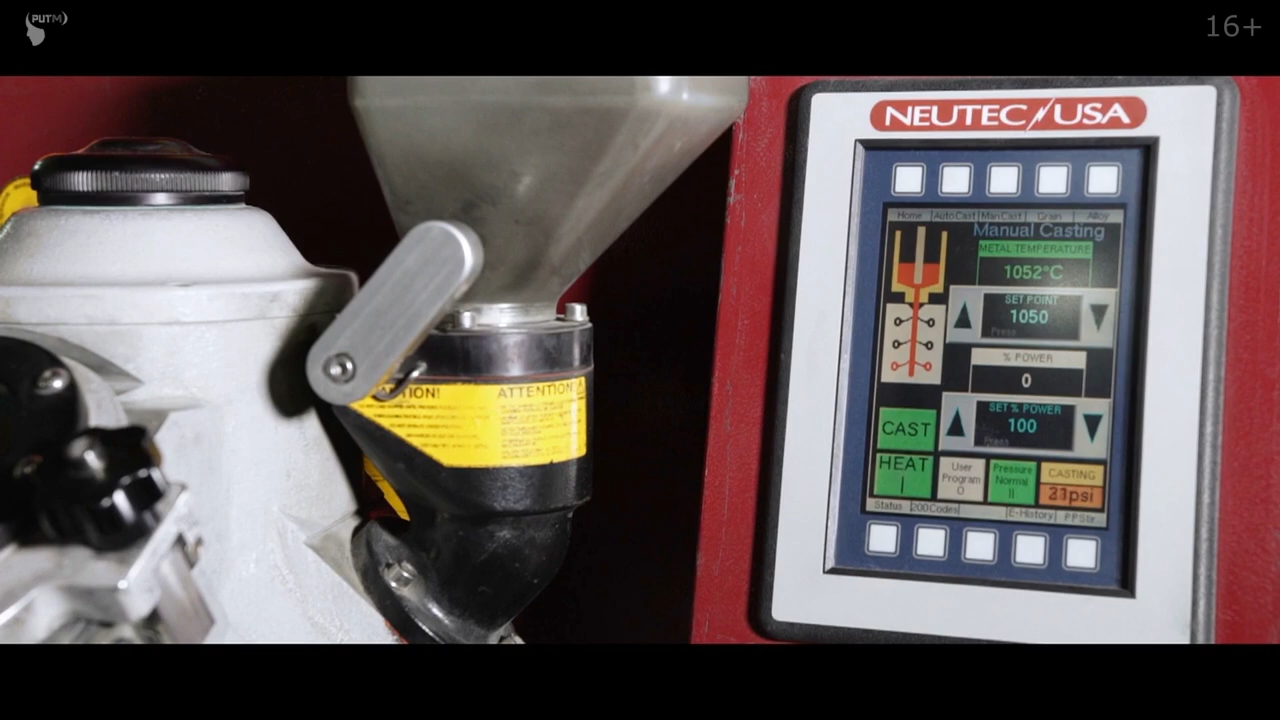 PUTM
16+
NEUTEC USA
Home AutoCast ManCast Grain Alloy
Manual Casting
METAL TEMPERATURE
1052°C
SET POINT
1050
Press
% POWER
0
SET % POWER
100
Press
CAST
HEAT
I
User
Program
0
Pressure
Normal
II
CASTING
21psi
Status 200Codes E-History
ATTENTION!